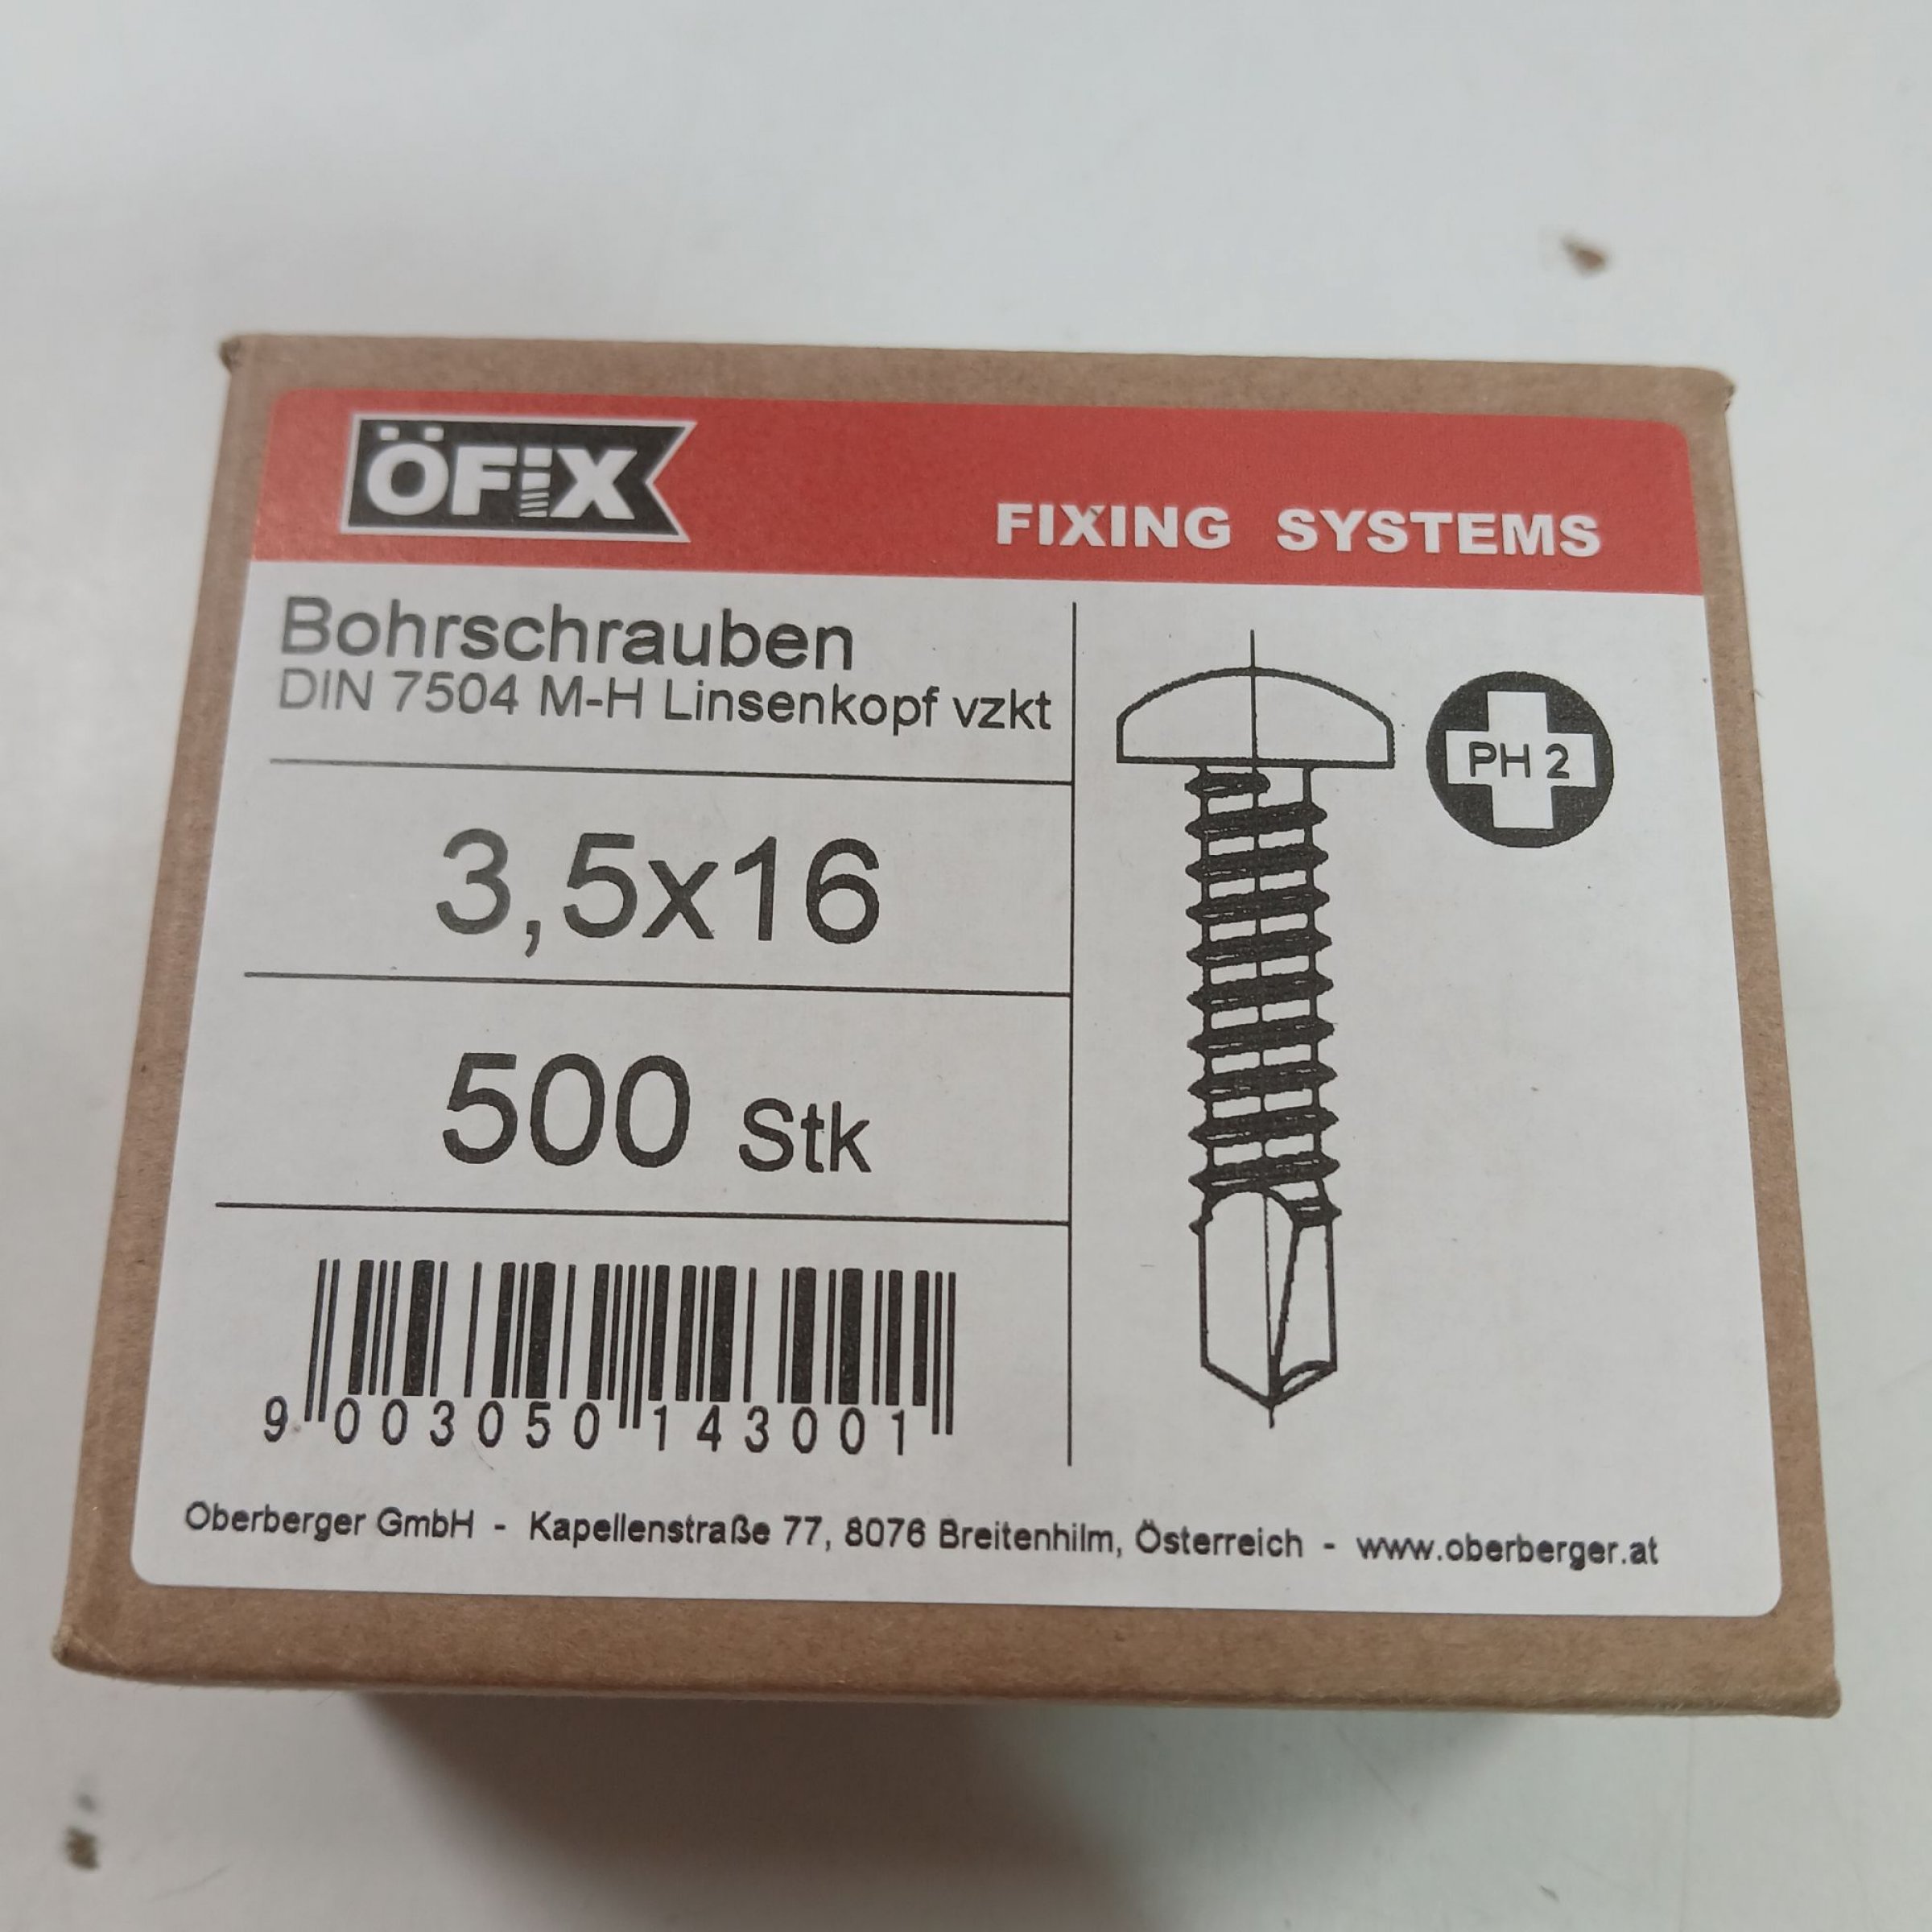 ÖFiX
FIXING SYSTEMS
Bohrschrauben
DIN 7504 M-H Linsenkopf vzkt
PH 2
3,5x16
500 Stk
9 003050 143001
Oberberger GmbH - Kapellenstraße 77, 8076 Breitenhilm, Österreich - www.oberberger.at